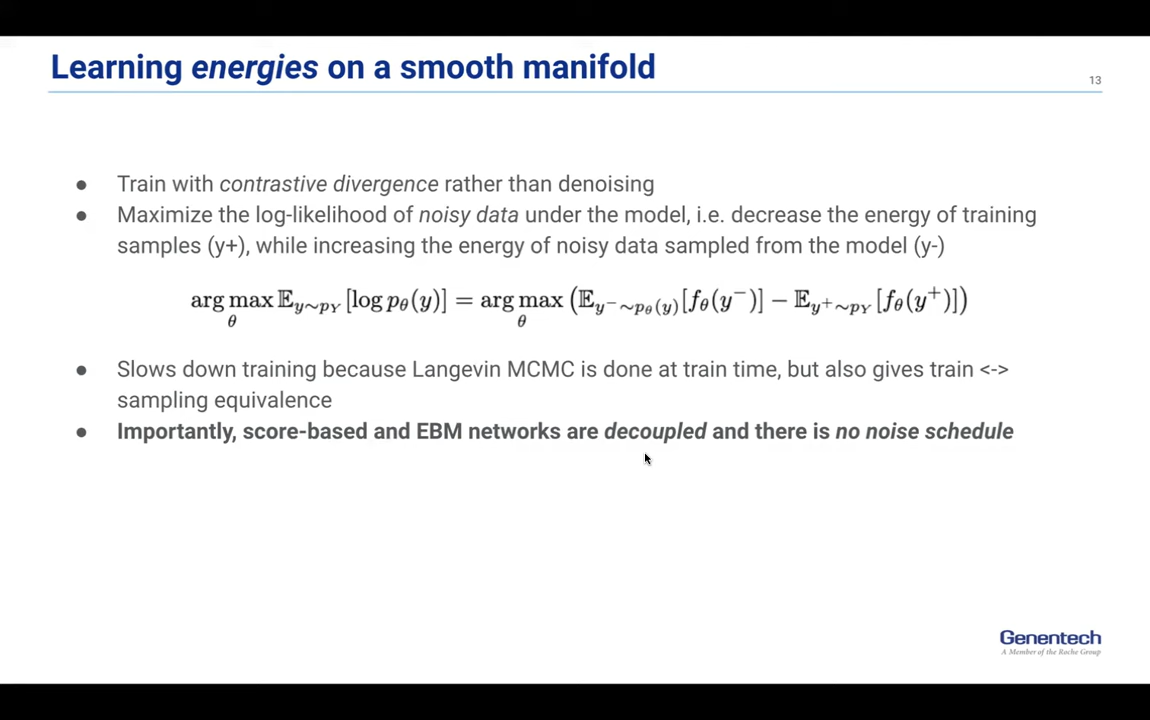 Learning energies on a smooth manifold
13
● Train with contrastive divergence rather than denoising
● Maximize the log-likelihood of noisy data under the model, i.e. decrease the energy of training
samples (y+), while increasing the energy of noisy data sampled from the model (y-)
arg max_θ 𝔼_{y∼p_Y}[log p_θ(y)] = arg max_θ (𝔼_{y⁻∼p_θ(y)}[f_θ(y⁻)] − 𝔼_{y⁺∼p_Y}[f_θ(y⁺)])
● Slows down training because Langevin MCMC is done at train time, but also gives train <->
sampling equivalence
● Importantly, score-based and EBM networks are decoupled and there is no noise schedule
Genentech
A Member of the Roche Group